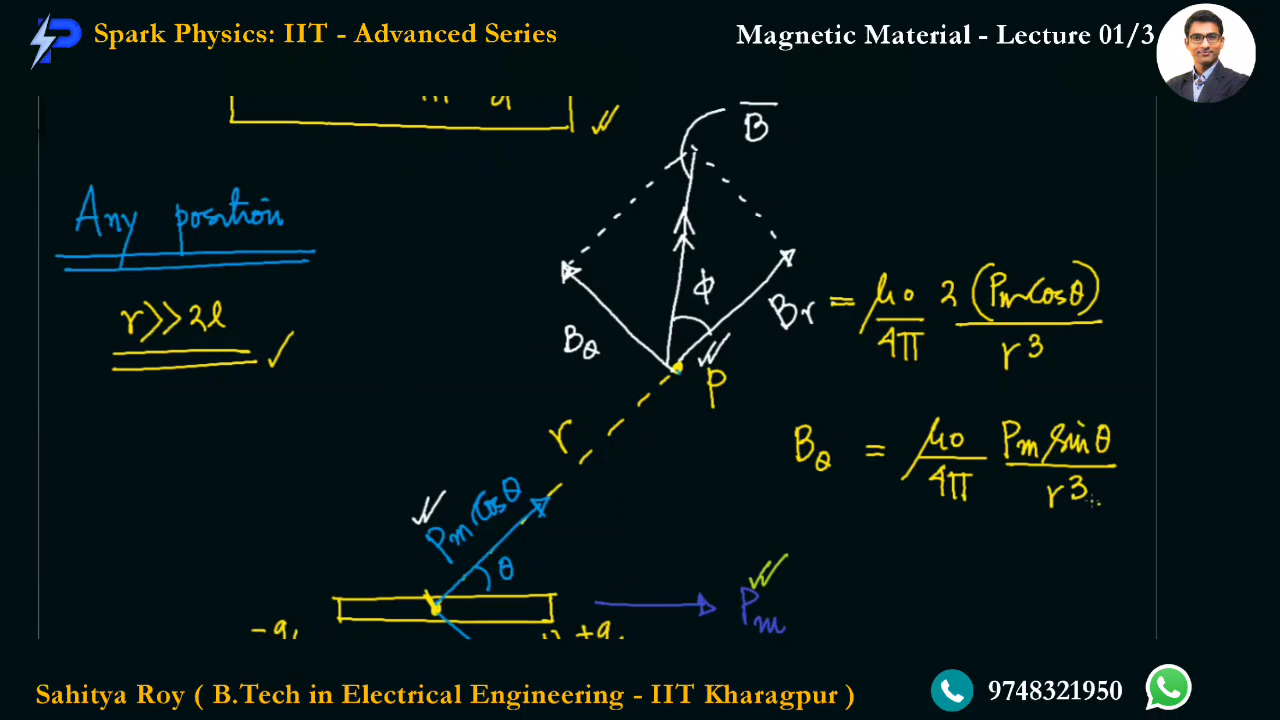 Spark Physics: IIT - Advanced Series
Magnetic Material - Lecture 01/3
B̅
Any position
r>>2l
ϕ
Br = μ₀/4π 2 (Pm Cosθ)/r³
Bθ
P
r
Bθ = μ₀/4π Pm Sinθ/r³
Pm Cosθ
θ
Pm
Sahitya Roy ( B.Tech in Electrical Engineering - IIT Kharagpur )
9748321950